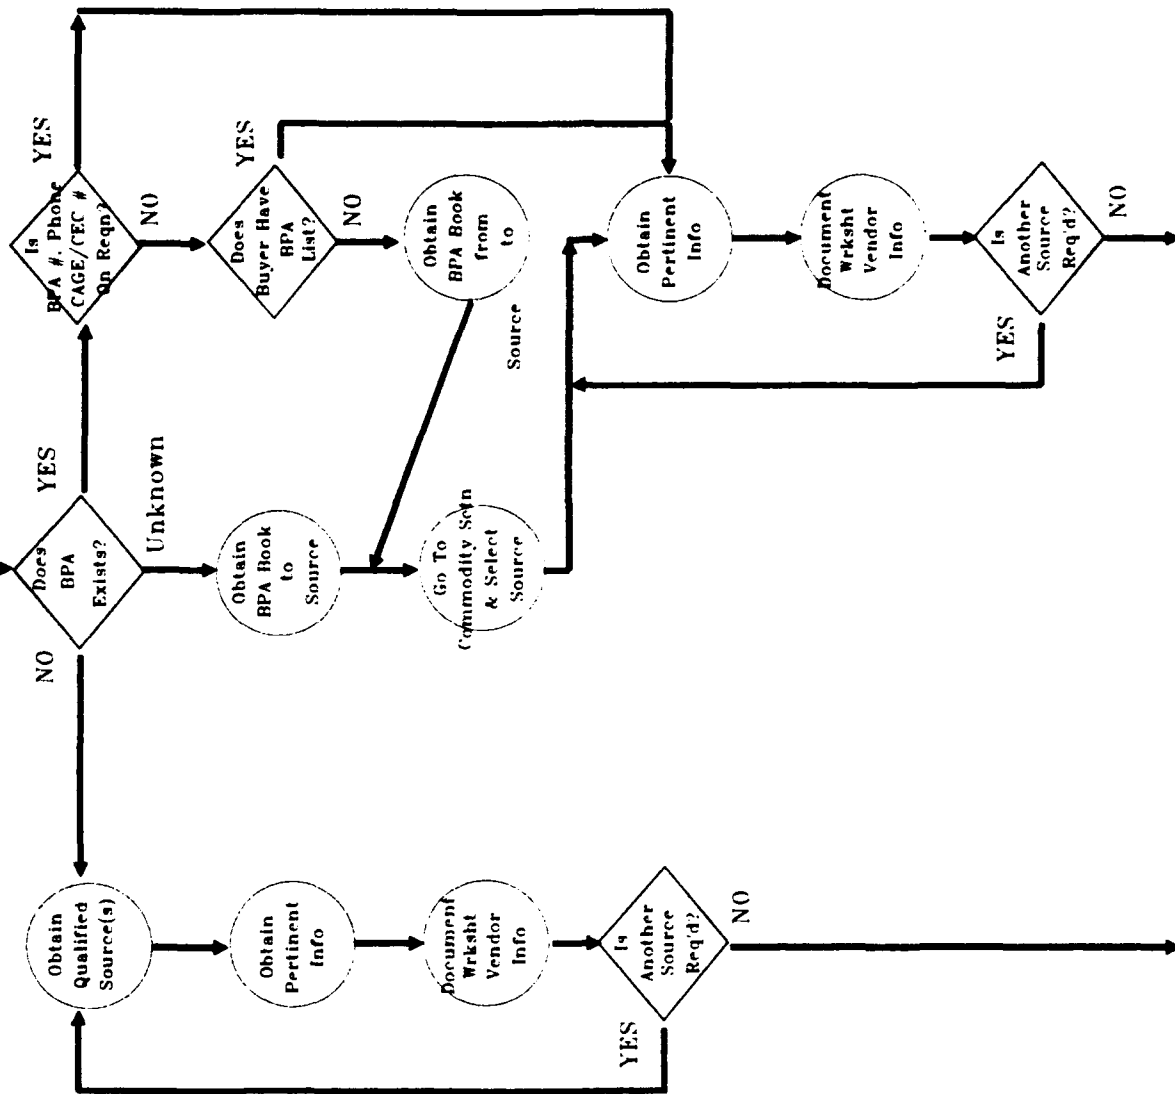 Does
BPA
Exists?
NO
YES
Unknown
Is
BPA #, Phone
CAGE/CEC #
On Reqn?
YES
NO
Does
Buyer Have
BPA
List?
YES
NO
Obtain
BPA Book
from
to
Source
Obtain
BPA Book
to
Source
Go To
Commodity Sctn
& Select
Source
Obtain
Pertinent
Info
Document
Wrksht
Vendor
Info
Is
Another
Source
Req'd?
YES
NO
Obtain
Qualified
Source(s)
Obtain
Pertinent
Info
Document
Wrksht
Vendor
Info
Is
Another
Source
Req'd?
YES
NO